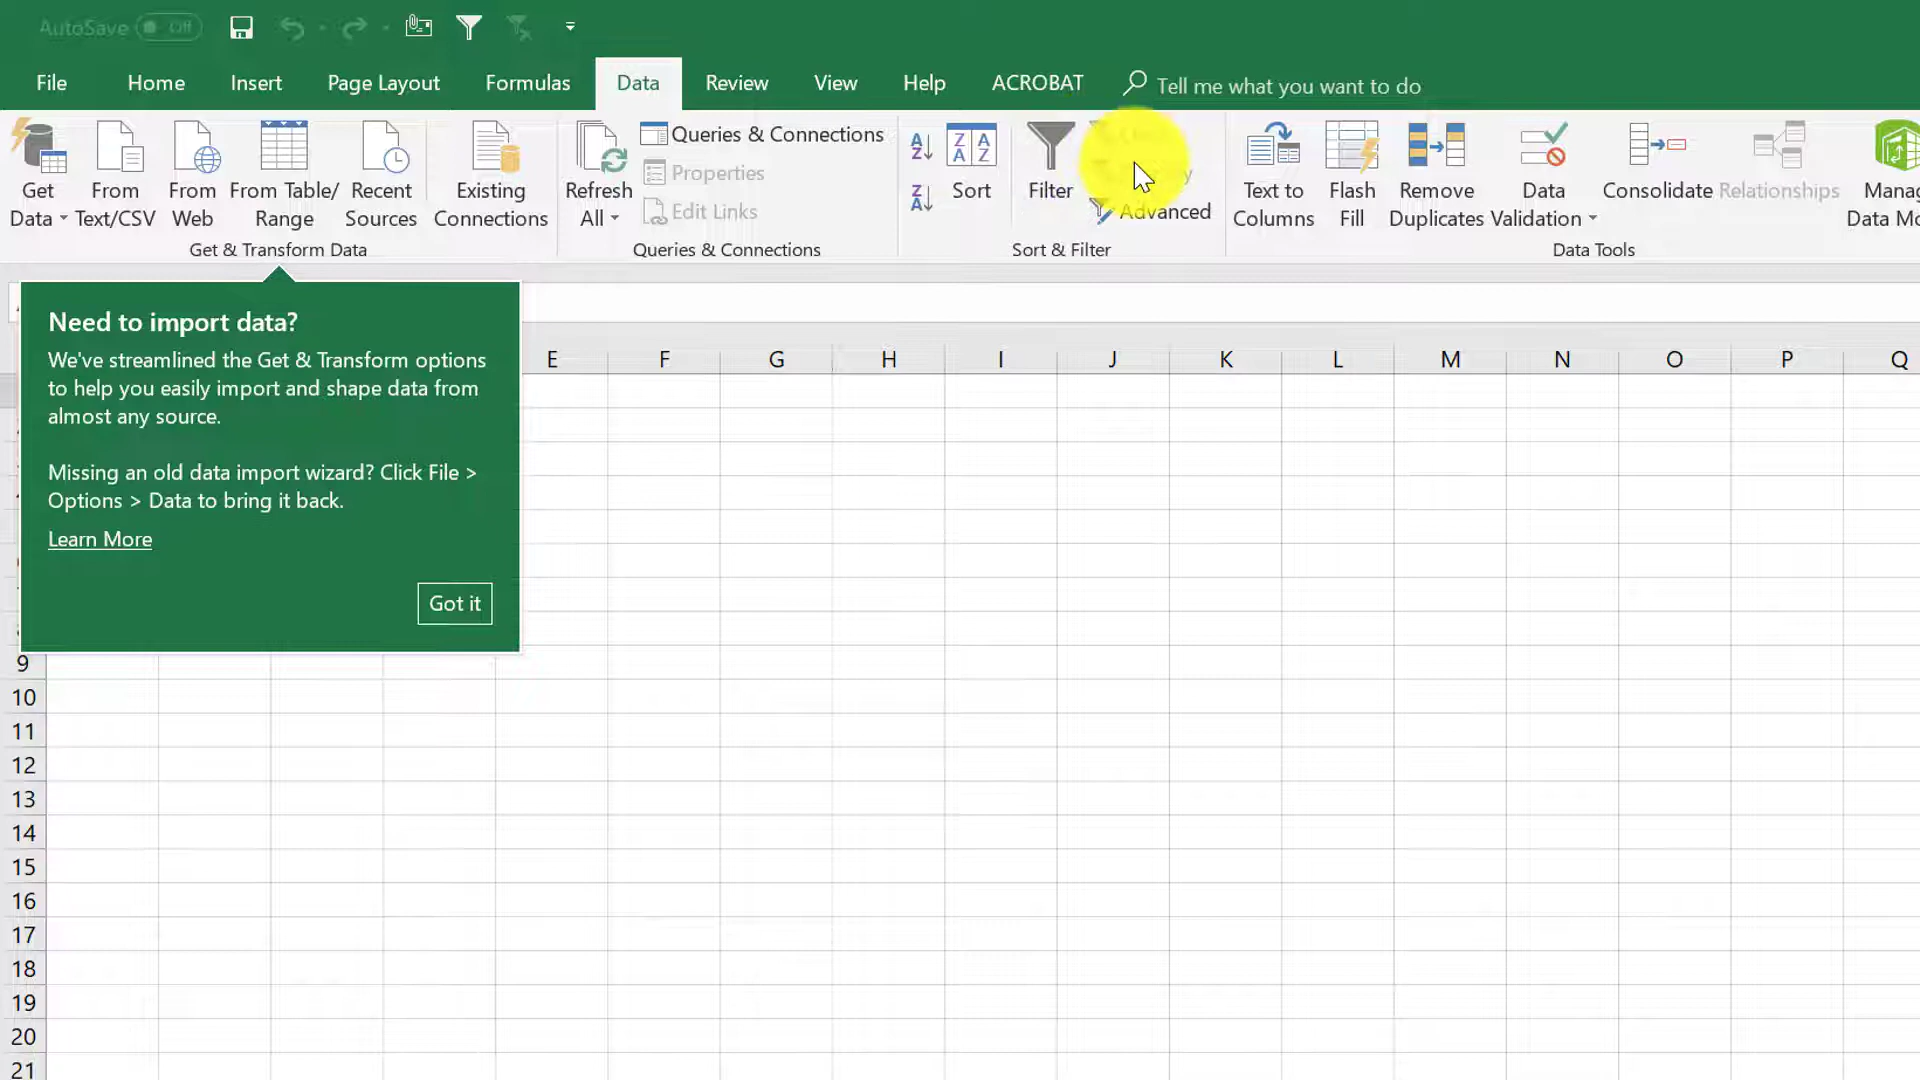 AutoSave Off
File Home Insert Page Layout Formulas Data Review View Help ACROBAT Tell me what you want to do
Get Data
From Text/CSV
From Web
From Table/ Range
Recent Sources
Existing Connections
Get & Transform Data
Refresh All
Queries & Connections
Properties
Edit Links
Queries & Connections
A Z
Z A
Z A A Z
Sort
Filter
Advanced
Sort & Filter
Text to Columns
Flash Fill
Remove Duplicates
Data Validation
Consolidate
Relationships
Data Tools
Need to import data?
We've streamlined the Get & Transform options
to help you easily import and shape data from
almost any source.
Missing an old data import wizard? Click File >
Options > Data to bring it back.
Learn More
Got it
E F G H I J K L M N O P Q
9
10
11
12
13
14
15
16
17
18
19
20
21